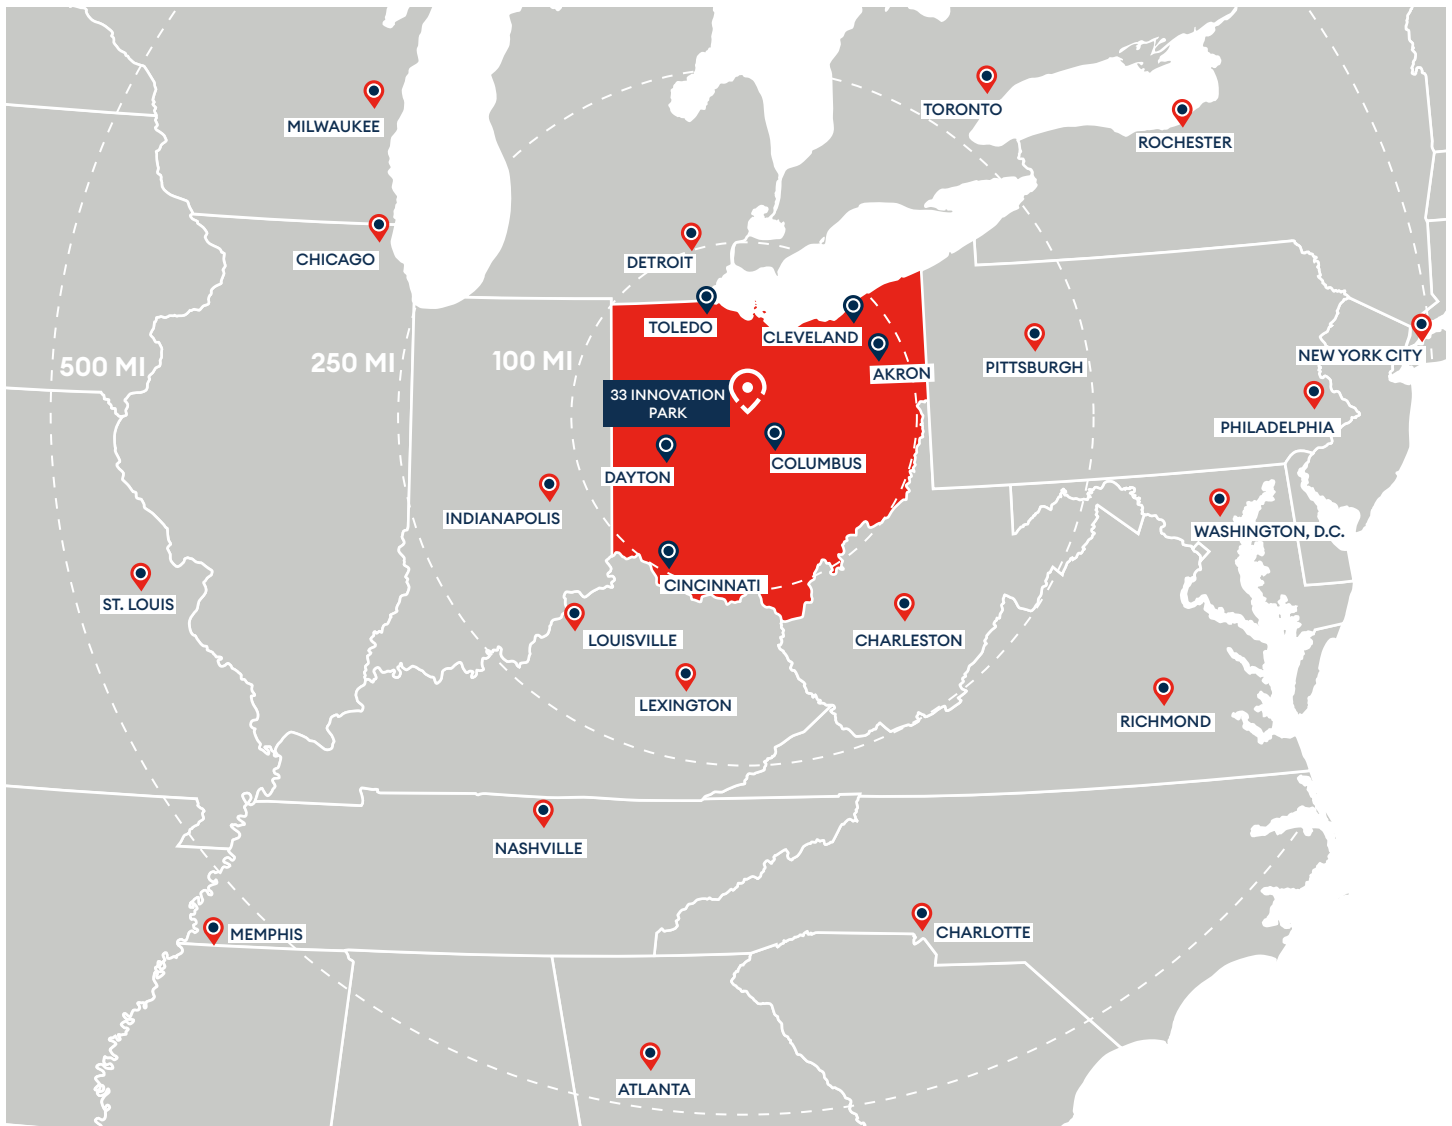 TORONTO
MILWAUKEE
ROCHESTER
CHICAGO
DETROIT
TOLEDO
CLEVELAND
NEW YORK CITY
500 MI
250 MI
100 MI
PITTSBURGH
AKRON
33 INNOVATION
PARK
PHILADELPHIA
COLUMBUS
DAYTON
INDIANAPOLIS
WASHINGTON, D.C.
CINCINNATI
ST. LOUIS
LOUISVILLE
CHARLESTON
LEXINGTON
RICHMOND
NASHVILLE
MEMPHIS
CHARLOTTE
ATLANTA